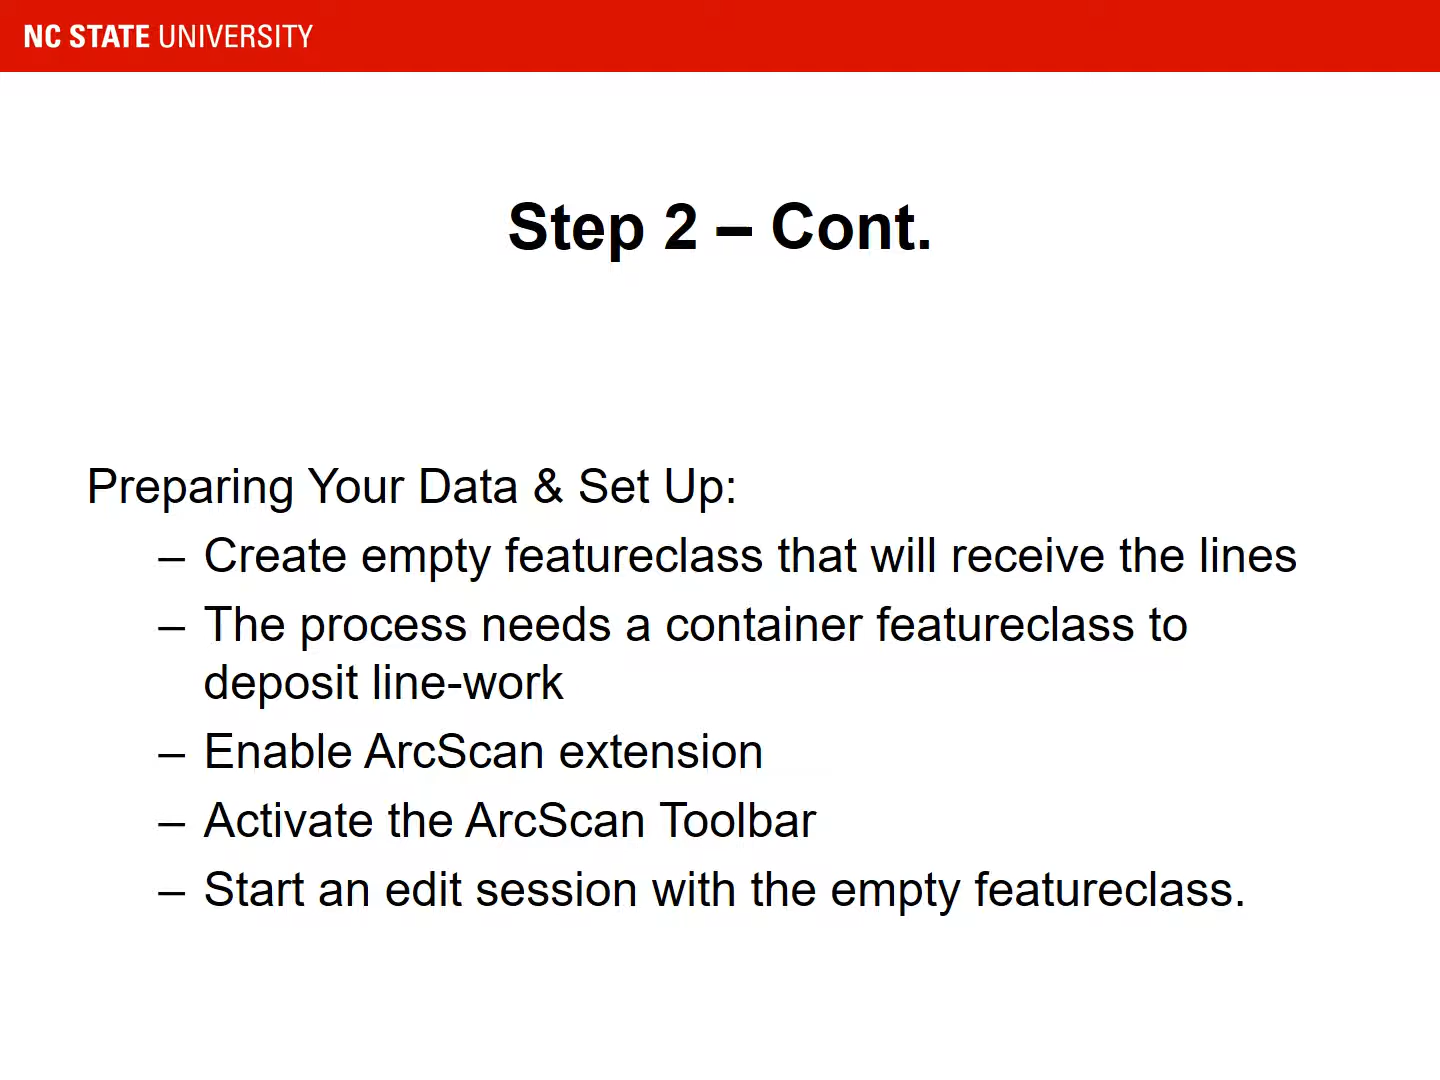 NC STATE UNIVERSITY
Step 2 – Cont.
Preparing Your Data & Set Up:
– Create empty featureclass that will receive the lines
– The process needs a container featureclass to
deposit line-work
– Enable ArcScan extension
– Activate the ArcScan Toolbar
– Start an edit session with the empty featureclass.